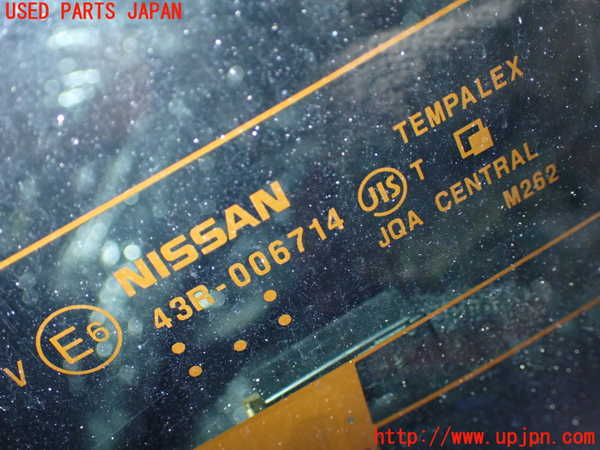 USED PARTS JAPAN
TEMPALEX
NISSAN
JIS T
43R-006714
JQA CENTRAL
M262
V E6
http://www.upjpn.com/